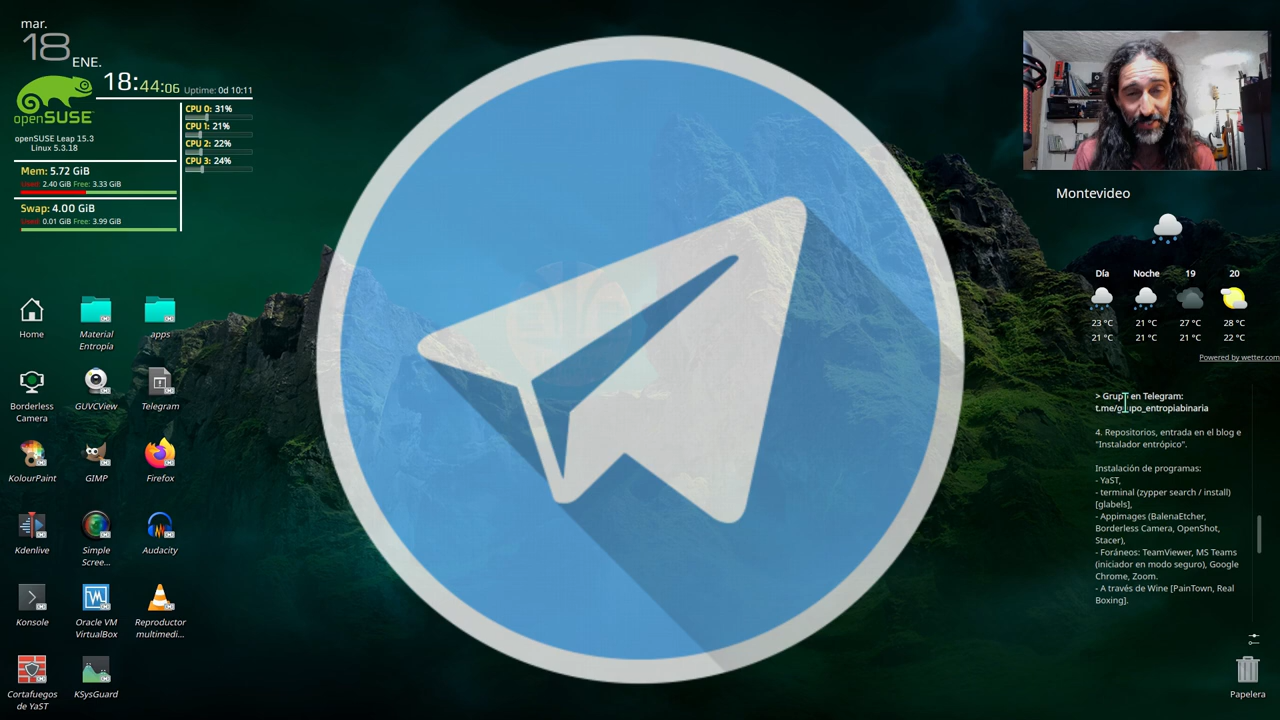 mar.
18
ENE.
18:44:06
Uptime: 0d 10:11
openSUSE
openSUSE Leap 15.3
Linux 5.3.18
CPU 0: 31%
CPU 1: 21%
CPU 2: 22%
CPU 3: 24%
Mem: 5.72 GiB
Used: 2.40 GiB Free: 3.33 GiB
Swap: 4.00 GiB
Used: 0.01 GiB Free: 3.99 GiB
Home
Material
Entropía
apps
Borderless
Camera
GUVCView
Telegram
KolourPaint
GIMP
Firefox
Kdenlive
Simple
Scree...
Audacity
Konsole
Oracle VM
VirtualBox
Reproductor
multimedi...
Cortafuegos
de YaST
KSysGuard
Montevideo
Día Noche 19 20
23 °C 21 °C 27 °C 28 °C
21 °C 21 °C 21 °C 22 °C
Powered by wetter.com
> Grupo en Telegram:
t.me/grupo_entropiabinaria
4. Repositorios, entrada en el blog e
"Instalador entrópico".
Instalación de programas:
- YaST,
- terminal (zypper search / install)
[glabels],
- Appimages (BalenaEtcher,
Borderless Camera, OpenShot,
Stacer),
- Foráneos: TeamViewer, MS Teams
(iniciador en modo seguro), Google
Chrome, Zoom.
- A través de Wine [PainTown, Real
Boxing].
Papelera